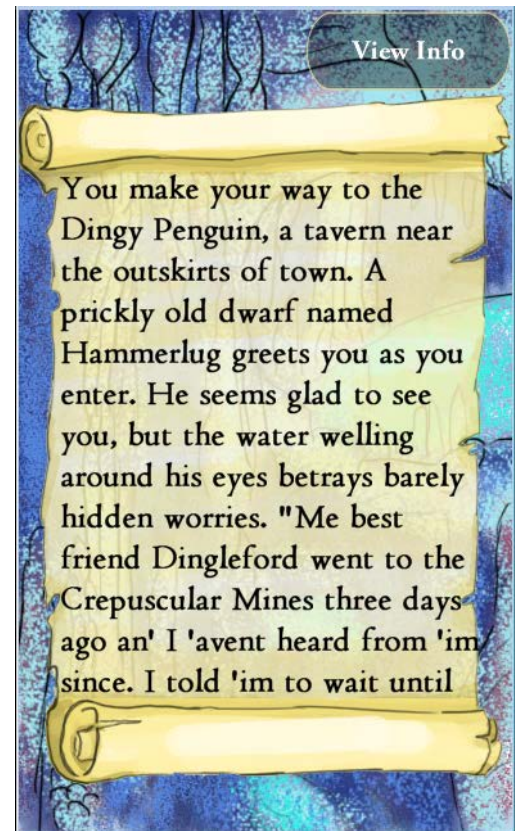 View Info
You make your way to the
Dingy Penguin, a tavern near
the outskirts of town. A
prickly old dwarf named
Hammerlug greets you as you
enter. He seems glad to see
you, but the water welling
around his eyes betrays barely
hidden worries. "Me best
friend Dingleford went to the
Crepuscular Mines three days
ago an' I 'avent heard from 'im
since. I told 'im to wait until